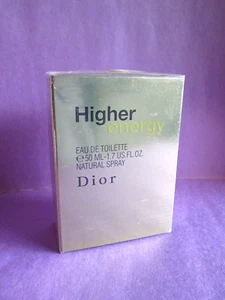 Higher
energy
EAU DE TOILETTE
℮50 ML-1.7 US.FL.OZ.
NATURAL SPRAY
Dior